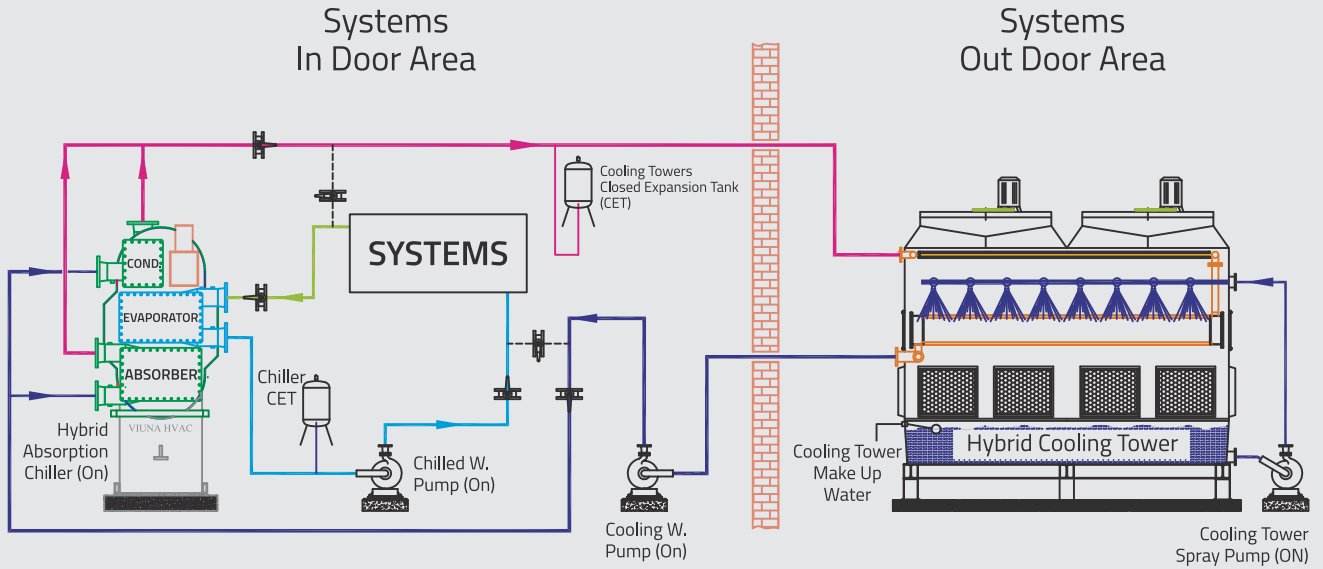 Systems
In Door Area
Systems
Out Door Area
Cooling Towers
Closed Expansion Tank
(CET)
SYSTEMS
COND.
EVAPORATOR
ABSORBER
VIUNA HVAC
Hybrid
Absorption
Chiller (On)
Chiller
CET
Chilled W.
Pump (On)
Cooling W.
Pump (On)
Cooling Tower
Make Up
Water
Hybrid Cooling Tower
Cooling Tower
Spray Pump (ON)